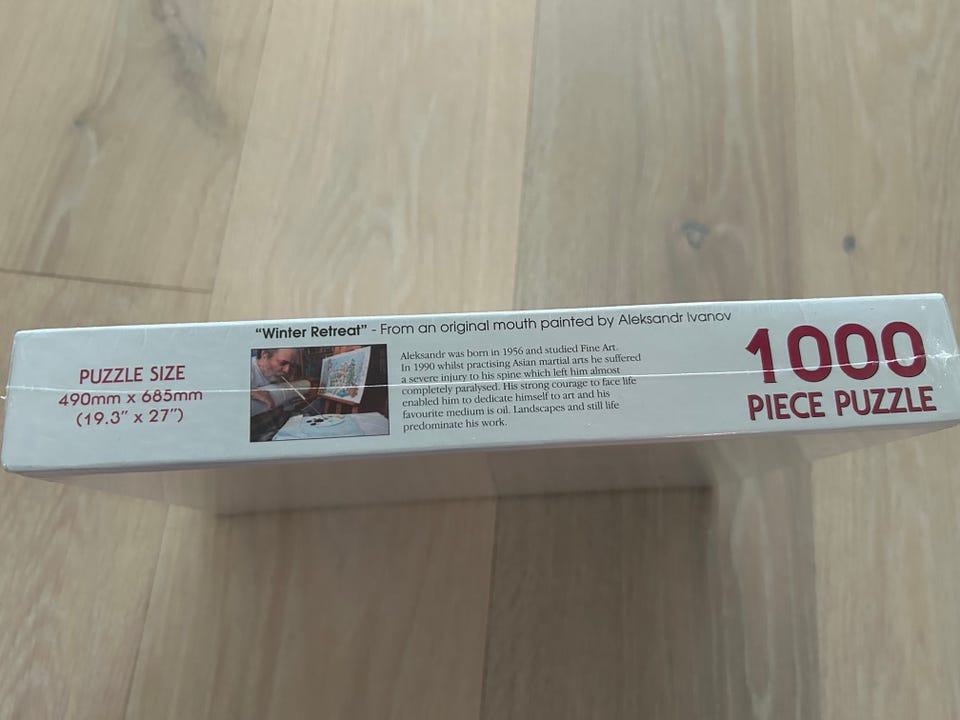 "Winter Retreat" - From an original mouth painted by Aleksandr Ivanov
PUZZLE SIZE
490mm x 685mm
(19.3" x 27")
Aleksandr was born in 1956 and studied Fine Art.
In 1990 whilst practising Asian martial arts he suffered
a severe injury to his spine which left him almost
completely paralysed. His strong courage to face life
enabled him to dedicate himself to art and his
favourite medium is oil. Landscapes and still life
predominate his work.
1000
PIECE PUZZLE